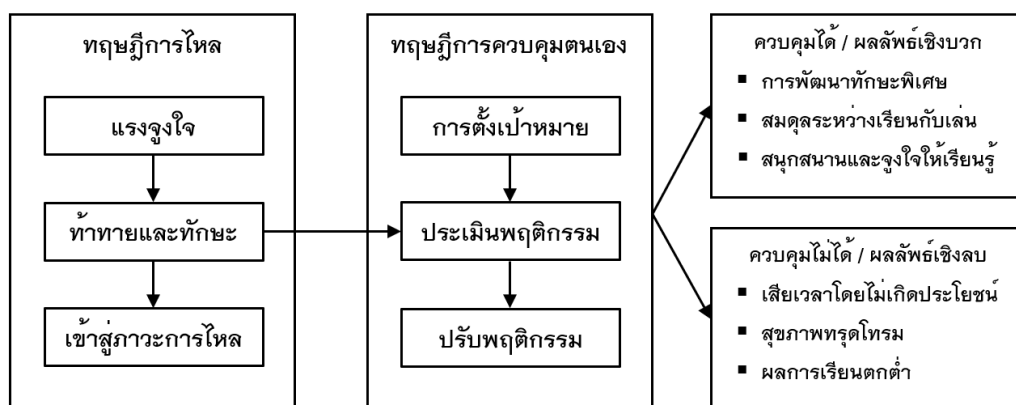 ทฤษฎีการไหล
แรงจูงใจ
ท้าทายและทักษะ
เข้าสู่ภาวะการไหล
ทฤษฎีการควบคุมตนเอง
การตั้งเป้าหมาย
ประเมินพฤติกรรม
ปรับพฤติกรรม
ควบคุมได้ / ผลลัพธ์เชิงบวก
▪ การพัฒนาทักษะพิเศษ
▪ สมดุลระหว่างเรียนกับเล่น
▪ สนุกสนานและจูงใจให้เรียนรู้
ควบคุมไม่ได้ / ผลลัพธ์เชิงลบ
▪ เสียเวลาโดยไม่เกิดประโยชน์
▪ สุขภาพทรุดโทรม
▪ ผลการเรียนตกต่ำ